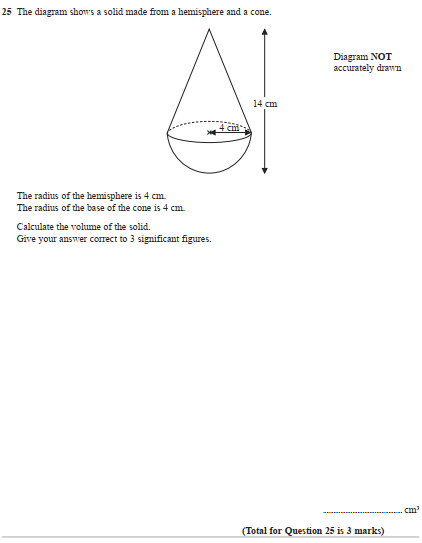 25 The diagram shows a solid made from a hemisphere and a cone.
Diagram NOT
accurately drawn
14 cm
4 cm
The radius of the hemisphere is 4 cm.
The radius of the base of the cone is 4 cm.
Calculate the volume of the solid.
Give your answer correct to 3 significant figures.
.................................. cm³
(Total for Question 25 is 3 marks)